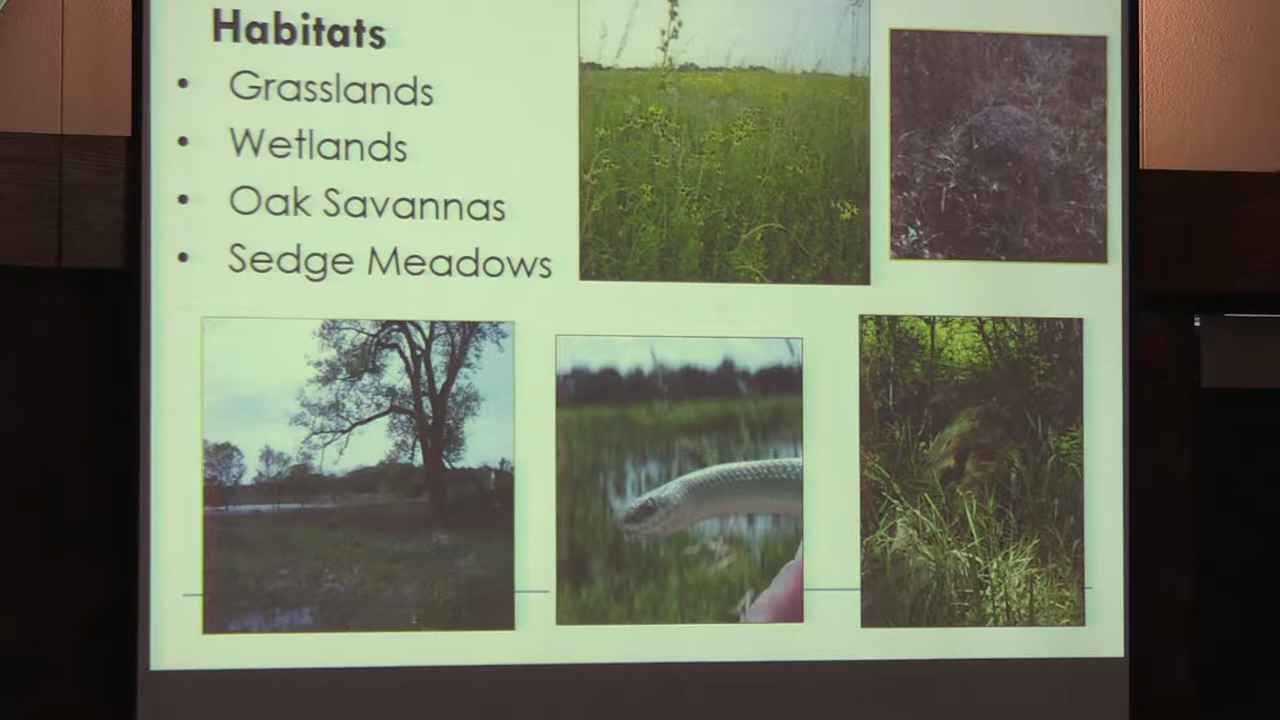 Habitats
• Grasslands
• Wetlands
• Oak Savannas
• Sedge Meadows